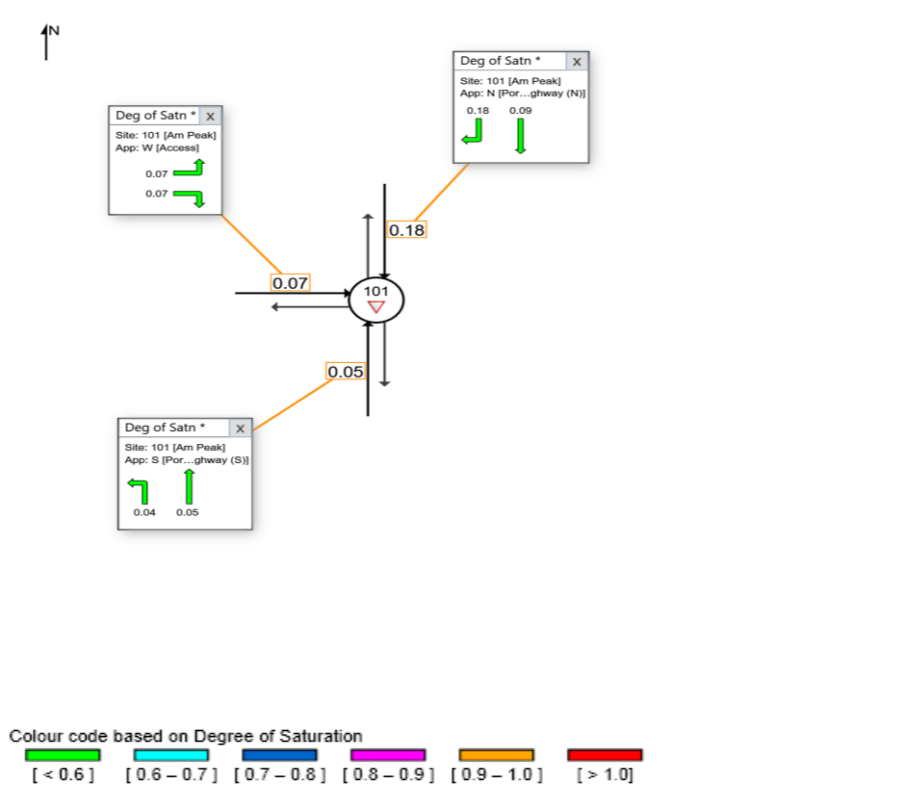 N
Deg of Satn * x
Site: 101 [Am Peak]
App: N [Por...ghway (N)]
0.18 0.09
Deg of Satn * x
Site: 101 [Am Peak]
App: W [Access]
0.07
0.07
0.18
0.07
101
0.05
Deg of Satn * x
Site: 101 [Am Peak]
App: S [Por...ghway (S)]
0.04 0.05
Colour code based on Degree of Saturation
[ < 0.6 ] [ 0.6 – 0.7 ] [ 0.7 – 0.8 ] [ 0.8 – 0.9 ] [ 0.9 – 1.0 ] [ > 1.0]